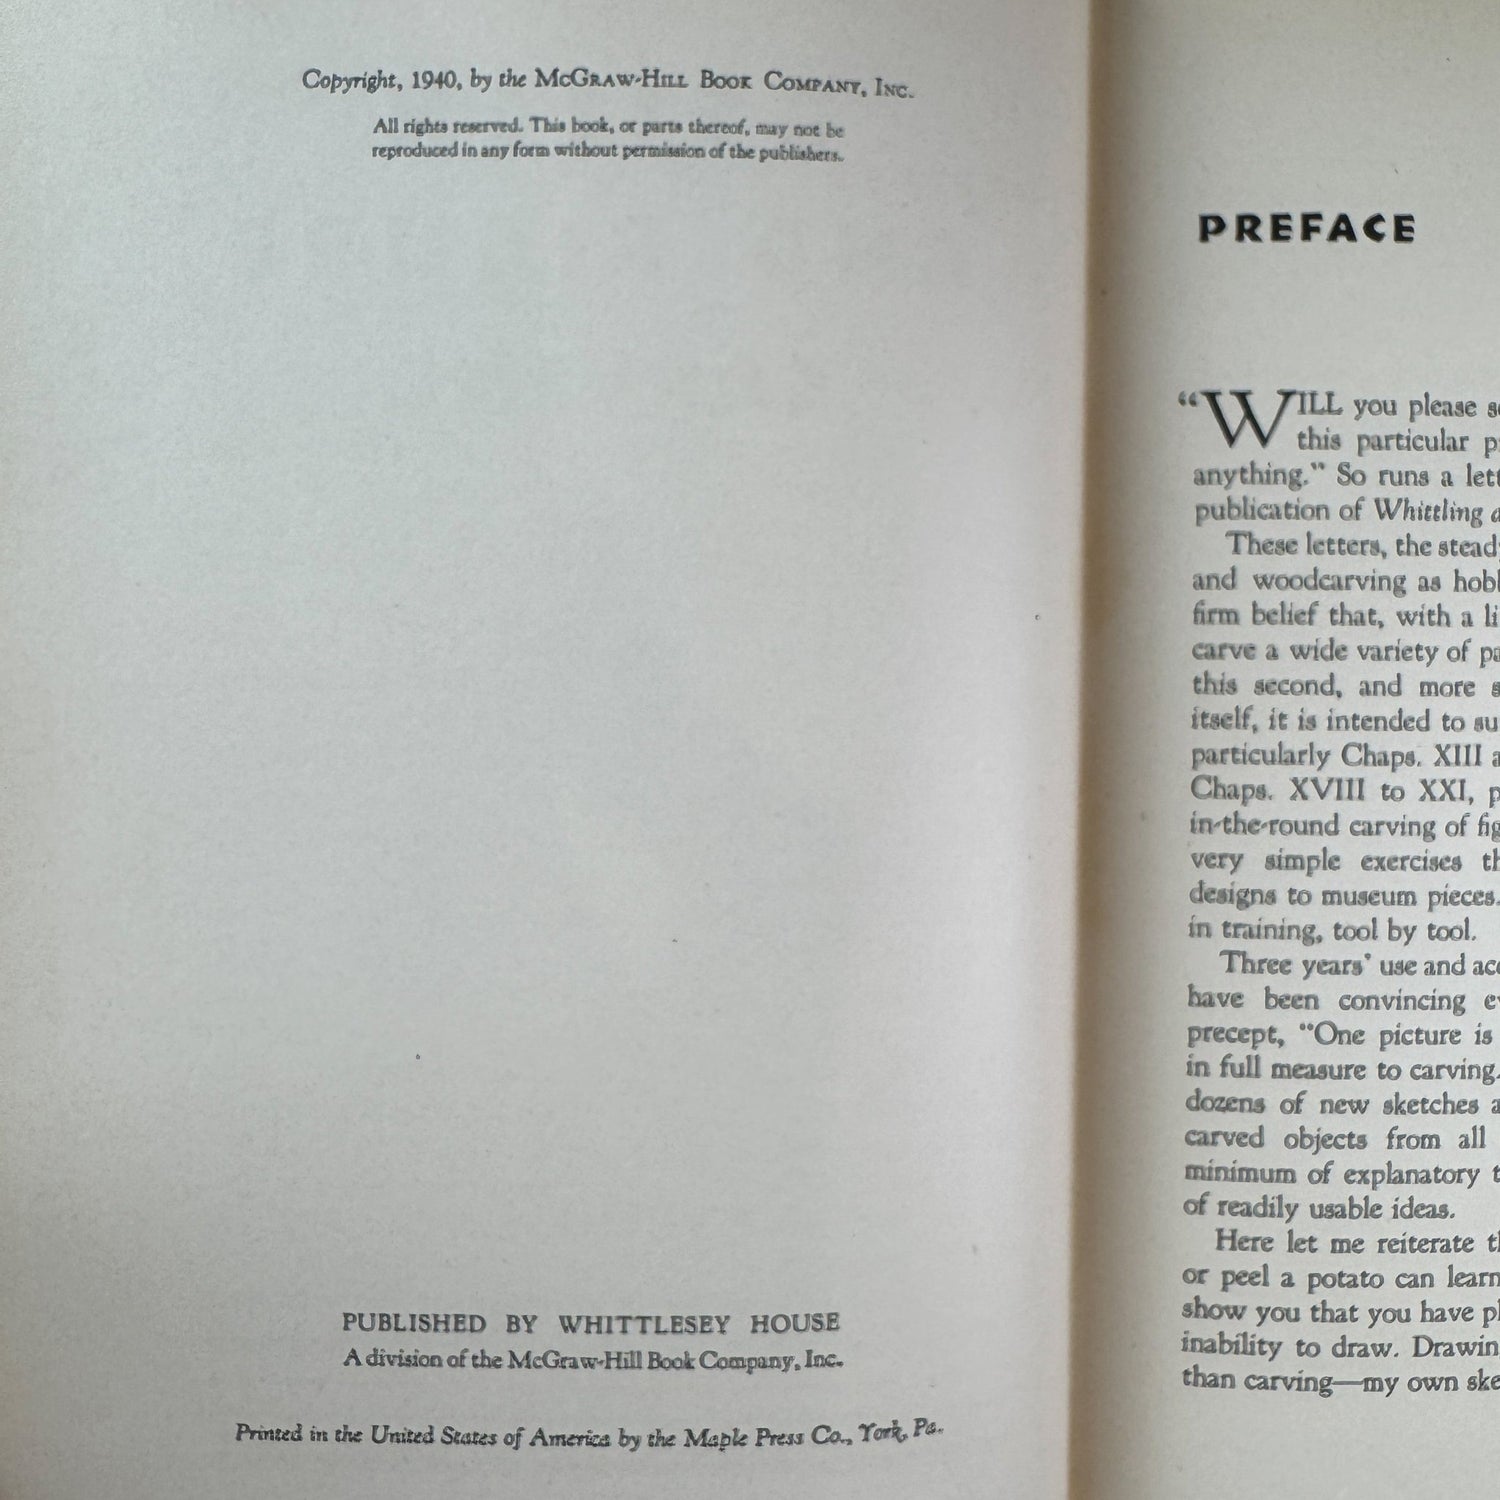 Copyright, 1940, by the McGraw-Hill Book Company, Inc.
All rights reserved. This book, or parts thereof, may not be
reproduced in any form without permission of the publishers.
PUBLISHED BY WHITTLESEY HOUSE
A division of the McGraw-Hill Book Company, Inc.
Printed in the United States of America by the Maple Press Co., York, Pa.
PREFACE
“WILL you please
this particular
anything.” So runs a
publication of Whittling
These letters, the
and woodcarving as
firm belief that, with a
carve a wide variety of
this second, and more
itself, it is intended to
particularly Chaps. XIII
Chaps. XVIII to XXI,
in-the-round carving of
very simple exercises
designs to museum pieces.
in training, tool by tool.
Three years’ use and
have been convincing
precept, “One picture is
in full measure to carving.
dozens of new sketches
carved objects from all
minimum of explanatory
of readily usable ideas.
Here let me reiterate
or peel a potato can learn
show you that you have
inability to draw.
than carving—my own